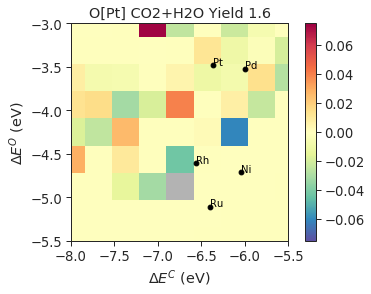 O[Pt] CO2+H2O Yield 1.6
−3.0
−3.5
−4.0
−4.5
−5.0
−5.5
ΔE^O (eV)
Pt
Pd
Rh
Ni
Ru
−8.0 −7.5 −7.0 −6.5 −6.0 −5.5
ΔE^C (eV)
0.06
0.04
0.02
0.00
−0.02
−0.04
−0.06